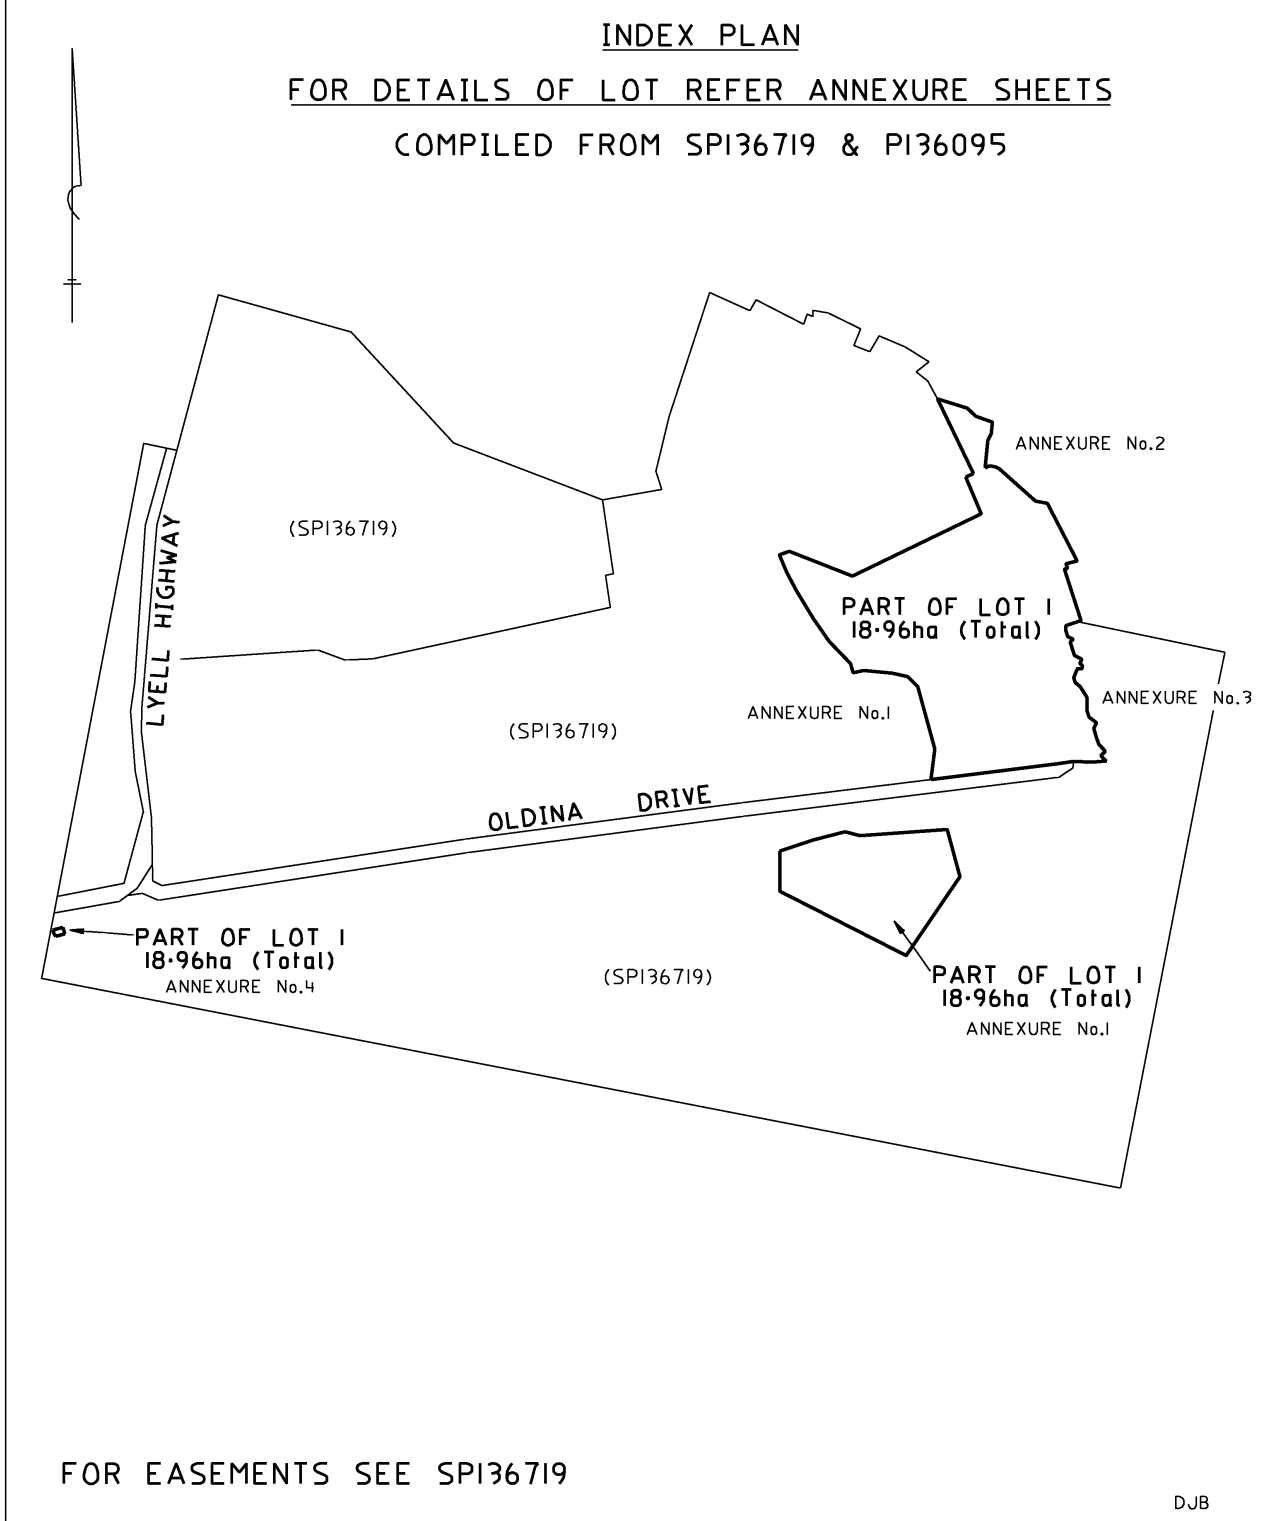 INDEX PLAN
FOR DETAILS OF LOT REFER ANNEXURE SHEETS
COMPILED FROM SP136719 & P136095
ANNEXURE No.2
(SP136719)
LYELL HIGHWAY
PART OF LOT 1
18·96ha (Total)
ANNEXURE No.3
ANNEXURE No.1
(SP136719)
OLDINA DRIVE
PART OF LOT 1
18·96ha (Total)
ANNEXURE No.4
(SP136719)
PART OF LOT 1
18·96ha (Total)
ANNEXURE No.1
FOR EASEMENTS SEE SP136719
DJB